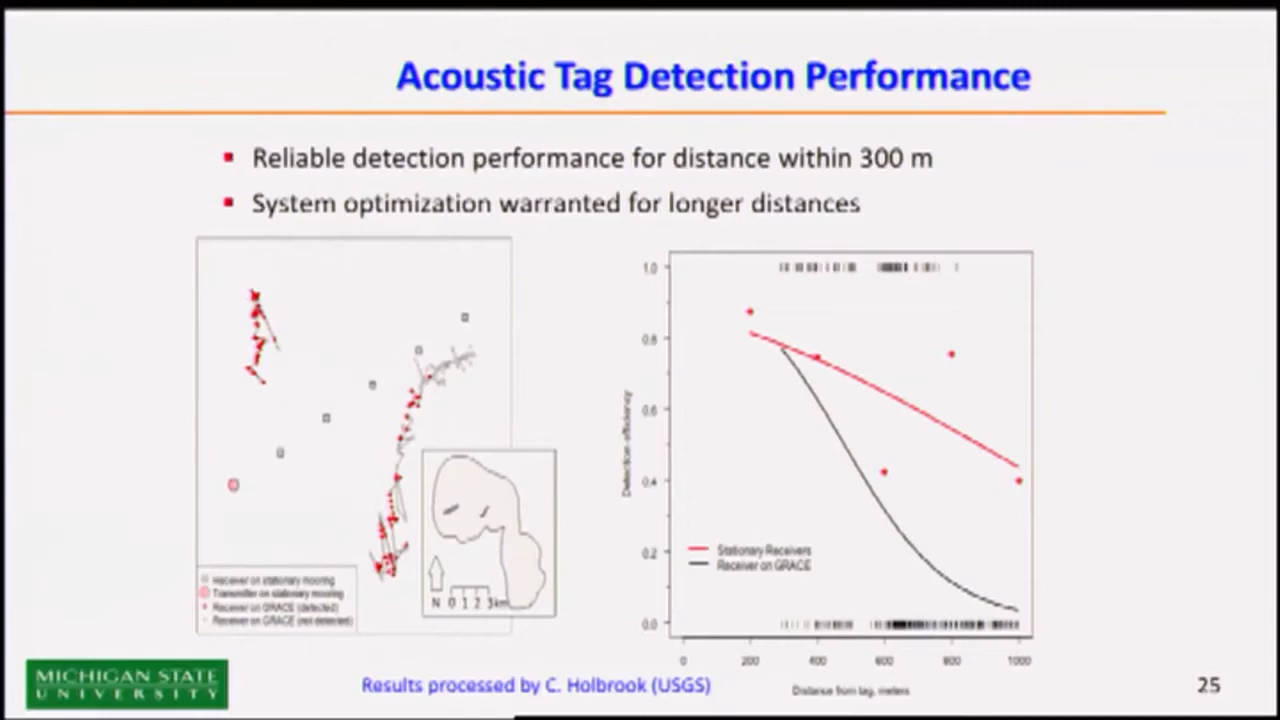 Acoustic Tag Detection Performance
Reliable detection performance for distance within 300 m
System optimization warranted for longer distances
Receiver on stationary mooring
Transmitter on stationary mooring
Receiver on GRACE (detected)
Receiver on GRACE (not detected)
N 0 1 2 3km
1.0
0.8
0.6
0.4
0.2
0.0
Detection efficiency
Stationary Receivers
Receiver on GRACE
0 200 400 600 800 1000
Distance from tag, meters
MICHIGAN STATE
UNIVERSITY
Results processed by C. Holbrook (USGS)
25